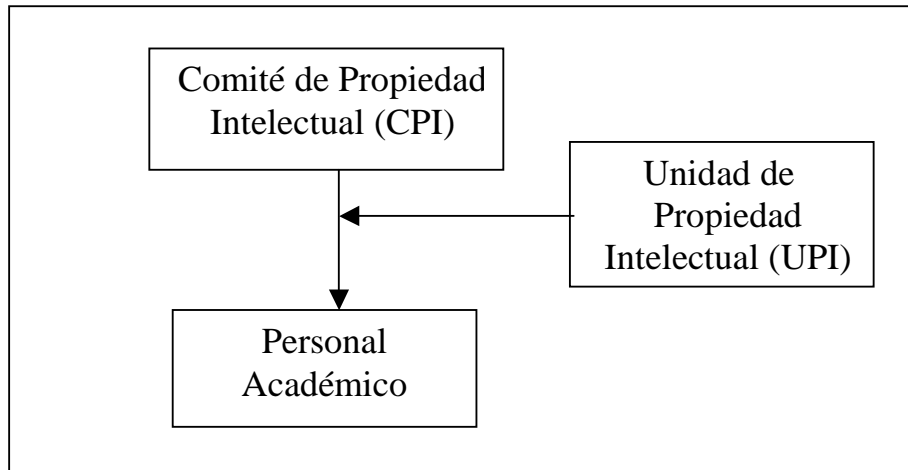 Comité de Propiedad
Intelectual (CPI)
Unidad de
Propiedad
Intelectual (UPI)
Personal
Académico